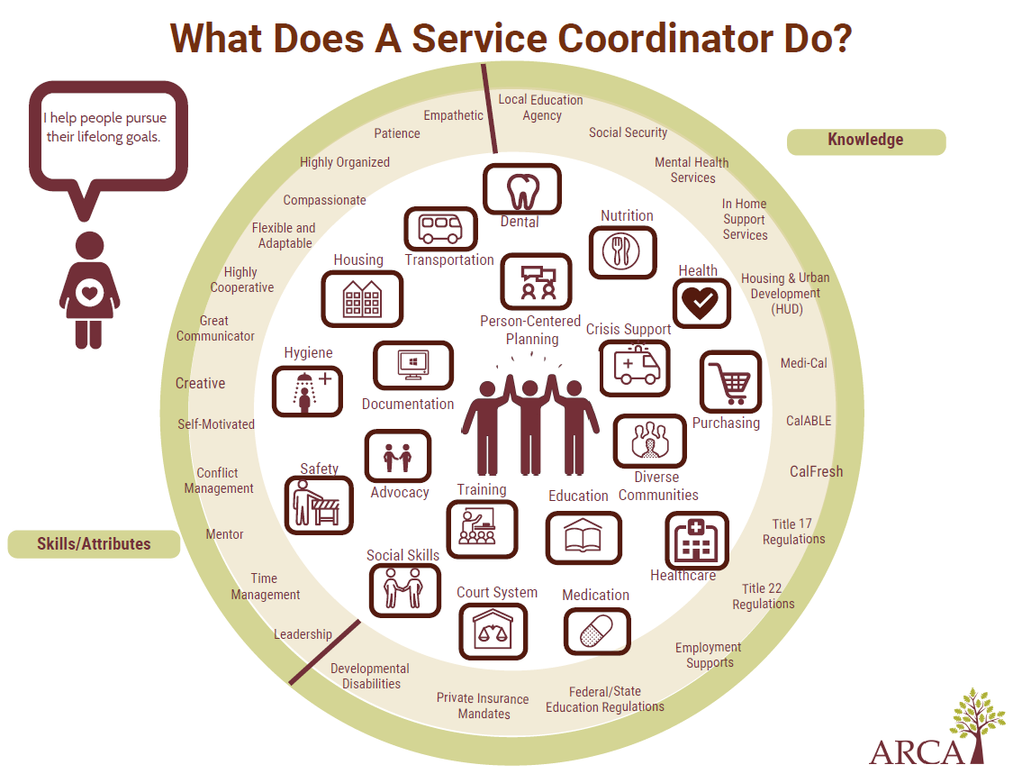 What Does A Service Coordinator Do?
I help people pursue
their lifelong goals.
Knowledge
Skills/Attributes
Empathetic
Patience
Highly Organized
Compassionate
Flexible and
Adaptable
Highly
Cooperative
Great
Communicator
Creative
Self-Motivated
Conflict
Management
Mentor
Time
Management
Leadership
Local Education
Agency
Social Security
Mental Health
Services
In Home
Support
Services
Housing & Urban
Development
(HUD)
Medi-Cal
CalABLE
CalFresh
Title 17
Regulations
Title 22
Regulations
Employment
Supports
Federal/State
Education Regulations
Private Insurance
Mandates
Developmental
Disabilities
Dental
Transportation
Nutrition
Housing
Health
Person-Centered
Planning
Crisis Support
Hygiene
Documentation
Purchasing
Advocacy
Diverse
Communities
Safety
Training
Education
Social Skills
Healthcare
Court System
Medication
ARCA